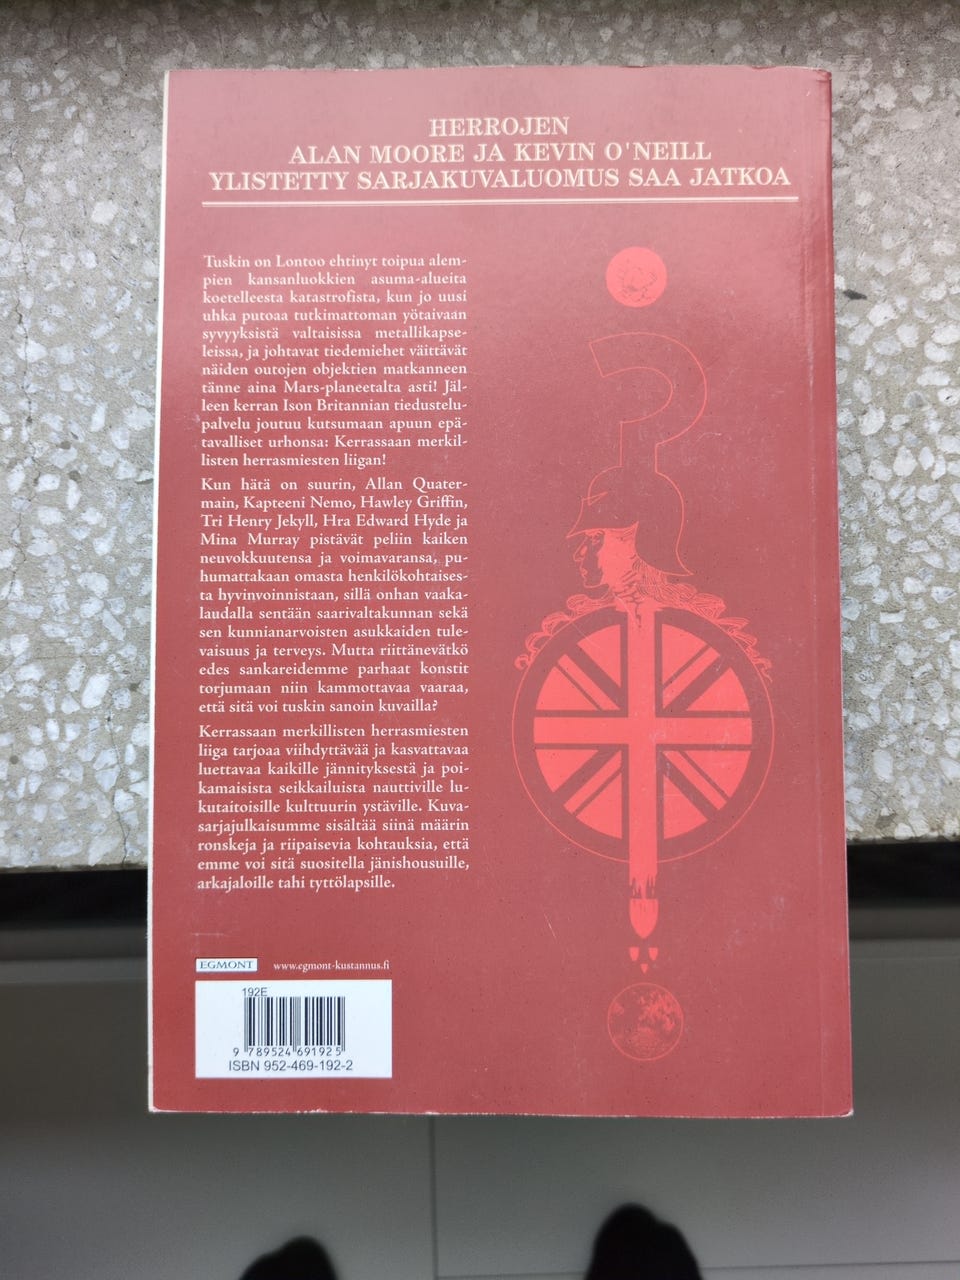 HERROJEN
ALAN MOORE JA KEVIN O'NEILL
YLISTETTY SARJAKUVALUOMUS SAA JATKOA
Tuskin on Lontoo ehtinyt toipua alem-
pien kansanluokkien asuma-alueita
koetelleesta katastrofista, kun jo uusi
uhka putoaa tutkimattoman yötaivaan
syvyyksistä valtaisissa metallikapse-
leissa, ja johtavat tiedemiehet väittävät
näiden outojen objektien matkanneen
tänne aina Mars-planeetalta asti! Jäl-
leen kerran Ison Britannian tiedustelu-
palvelu joutuu kutsumaan apuun epä-
tavalliset urhonsa: Kerrassaan merkil-
listen herrasmiesten liigan!
Kun hätä on suurin, Allan Quater-
main, Kapteeni Nemo, Hawley Griffin,
Tri Henry Jekyll, Hra Edward Hyde ja
Mina Murray pistävät peliin kaiken
neuvokkuutensa ja voimavaransa, pu-
humattakaan omasta henkilökohtaises-
ta hyvinvoinnistaan, sillä onhan vaaka-
laudalla sentään saarivaltakunnan sekä
sen kunnianarvoisten asukkaiden tule-
vaisuus ja terveys. Mutta riittänevätkö
edes sankareidemme parhaat konstit
torjumaan niin kammottavaa vaaraa,
että sitä voi tuskin sanoin kuvailla?
Kerrassaan merkillisten herrasmiesten
liiga tarjoaa viihdyttävää ja kasvattavaa
luettavaa kaikille jännityksestä ja poi-
kamaisista seikkailuista nauttiville lu-
kutaitoisille kulttuurin ystäville. Kuva-
sarjajulkaisumme sisältää siinä määrin
ronskeja ja riipaisevia kohtauksia, että
emme voi sitä suositella jänishousuille,
arkajaloille tahi tyttölapsille.
EGMONT www.egmont-kustannus.fi
192E
9 789524 691925
ISBN 952-469-192-2